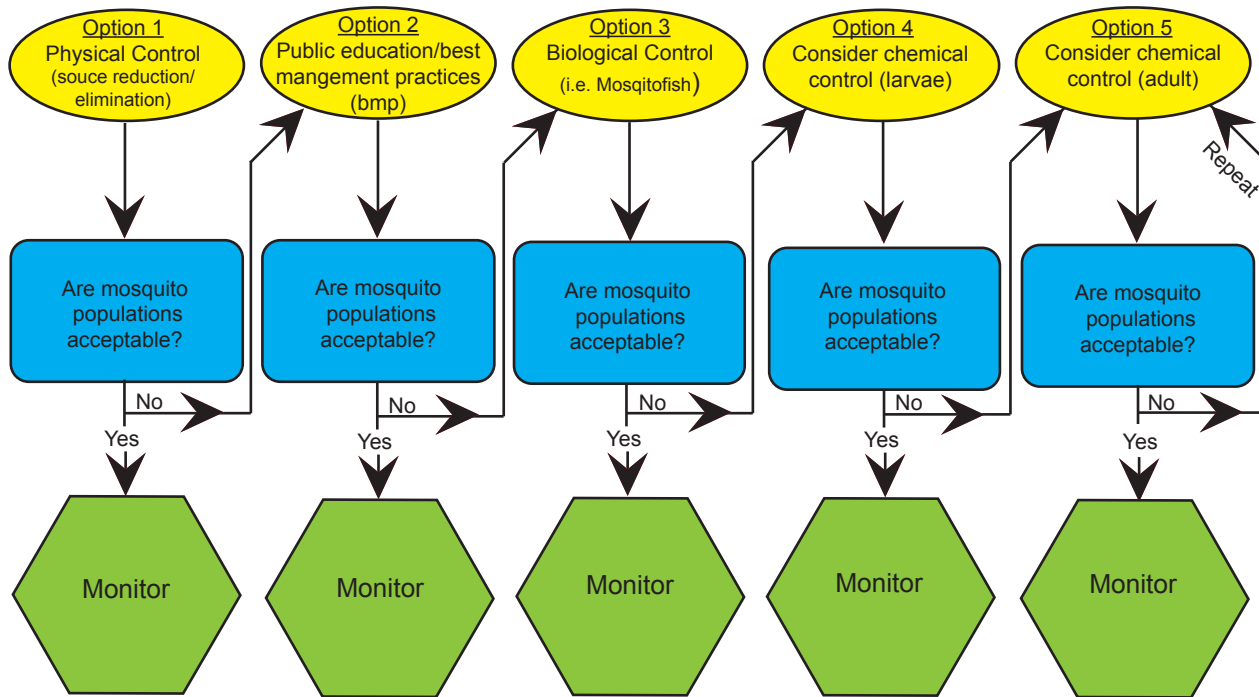 Option 1
Physical Control
(souce reduction/
elimination)
Option 2
Public education/best
mangement practices
(bmp)
Option 3
Biological Control
(i.e. Mosqitofish)
Option 4
Consider chemical
control (larvae)
Option 5
Consider chemical
control (adult)
Repeat
Are mosquito
populations
acceptable?
Are mosquito
populations
acceptable?
Are mosquito
populations
acceptable?
Are mosquito
populations
acceptable?
Are mosquito
populations
acceptable?
No
No
No
No
No
Yes
Yes
Yes
Yes
Yes
Monitor
Monitor
Monitor
Monitor
Monitor